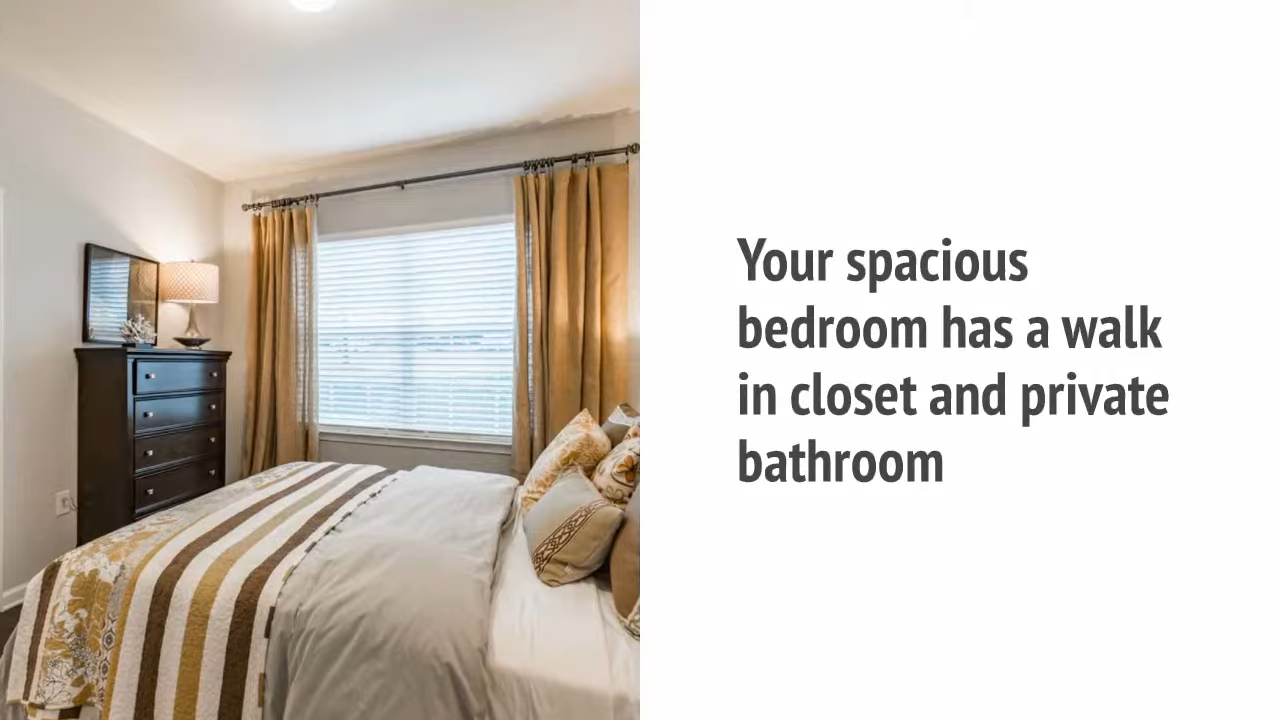 Your spacious
bedroom has a walk
in closet and private
bathroom